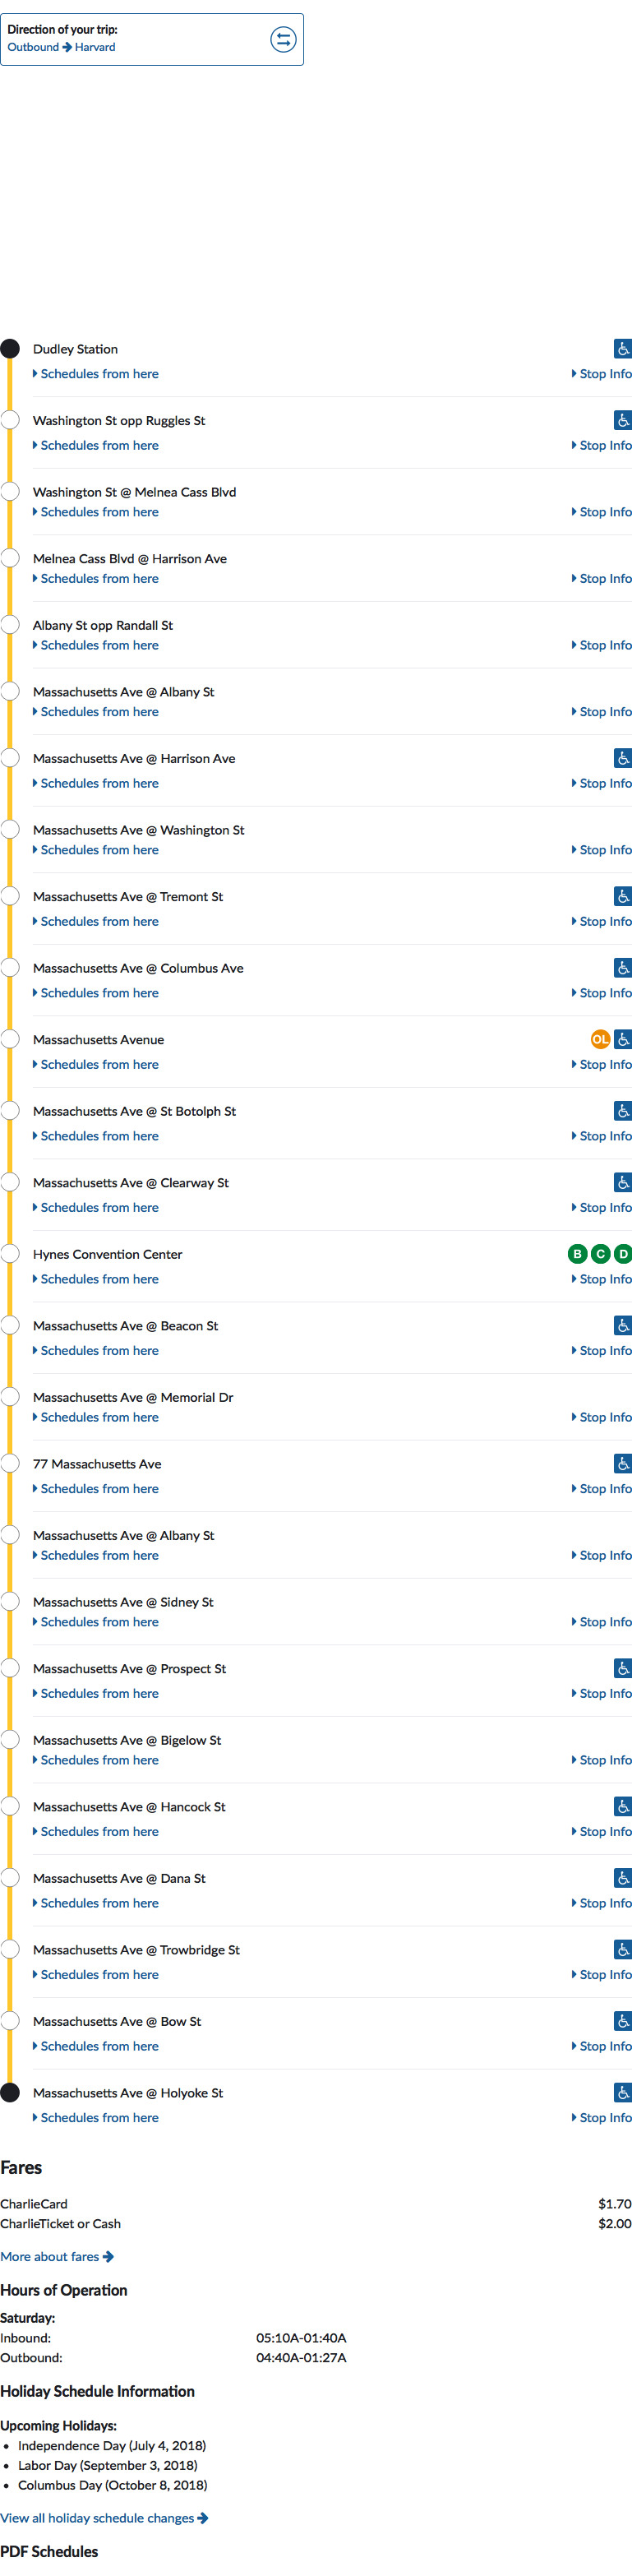 Direction of your trip:
Outbound → Harvard
Dudley Station
Schedules from here Stop Info
Washington St opp Ruggles St
Schedules from here Stop Info
Washington St @ Melnea Cass Blvd
Schedules from here Stop Info
Melnea Cass Blvd @ Harrison Ave
Schedules from here Stop Info
Albany St opp Randall St
Schedules from here Stop Info
Massachusetts Ave @ Albany St
Schedules from here Stop Info
Massachusetts Ave @ Harrison Ave
Schedules from here Stop Info
Massachusetts Ave @ Washington St
Schedules from here Stop Info
Massachusetts Ave @ Tremont St
Schedules from here Stop Info
Massachusetts Ave @ Columbus Ave
Schedules from here Stop Info
Massachusetts Avenue OL
Schedules from here Stop Info
Massachusetts Ave @ St Botolph St
Schedules from here Stop Info
Massachusetts Ave @ Clearway St
Schedules from here Stop Info
Hynes Convention Center B C D
Schedules from here Stop Info
Massachusetts Ave @ Beacon St
Schedules from here Stop Info
Massachusetts Ave @ Memorial Dr
Schedules from here Stop Info
77 Massachusetts Ave
Schedules from here Stop Info
Massachusetts Ave @ Albany St
Schedules from here Stop Info
Massachusetts Ave @ Sidney St
Schedules from here Stop Info
Massachusetts Ave @ Prospect St
Schedules from here Stop Info
Massachusetts Ave @ Bigelow St
Schedules from here Stop Info
Massachusetts Ave @ Hancock St
Schedules from here Stop Info
Massachusetts Ave @ Dana St
Schedules from here Stop Info
Massachusetts Ave @ Trowbridge St
Schedules from here Stop Info
Massachusetts Ave @ Bow St
Schedules from here Stop Info
Massachusetts Ave @ Holyoke St
Schedules from here Stop Info
Fares
CharlieCard $1.70
CharlieTicket or Cash $2.00
More about fares →
Hours of Operation
Saturday:
Inbound: 05:10A-01:40A
Outbound: 04:40A-01:27A
Holiday Schedule Information
Upcoming Holidays:
• Independence Day (July 4, 2018)
• Labor Day (September 3, 2018)
• Columbus Day (October 8, 2018)
View all holiday schedule changes →
PDF Schedules